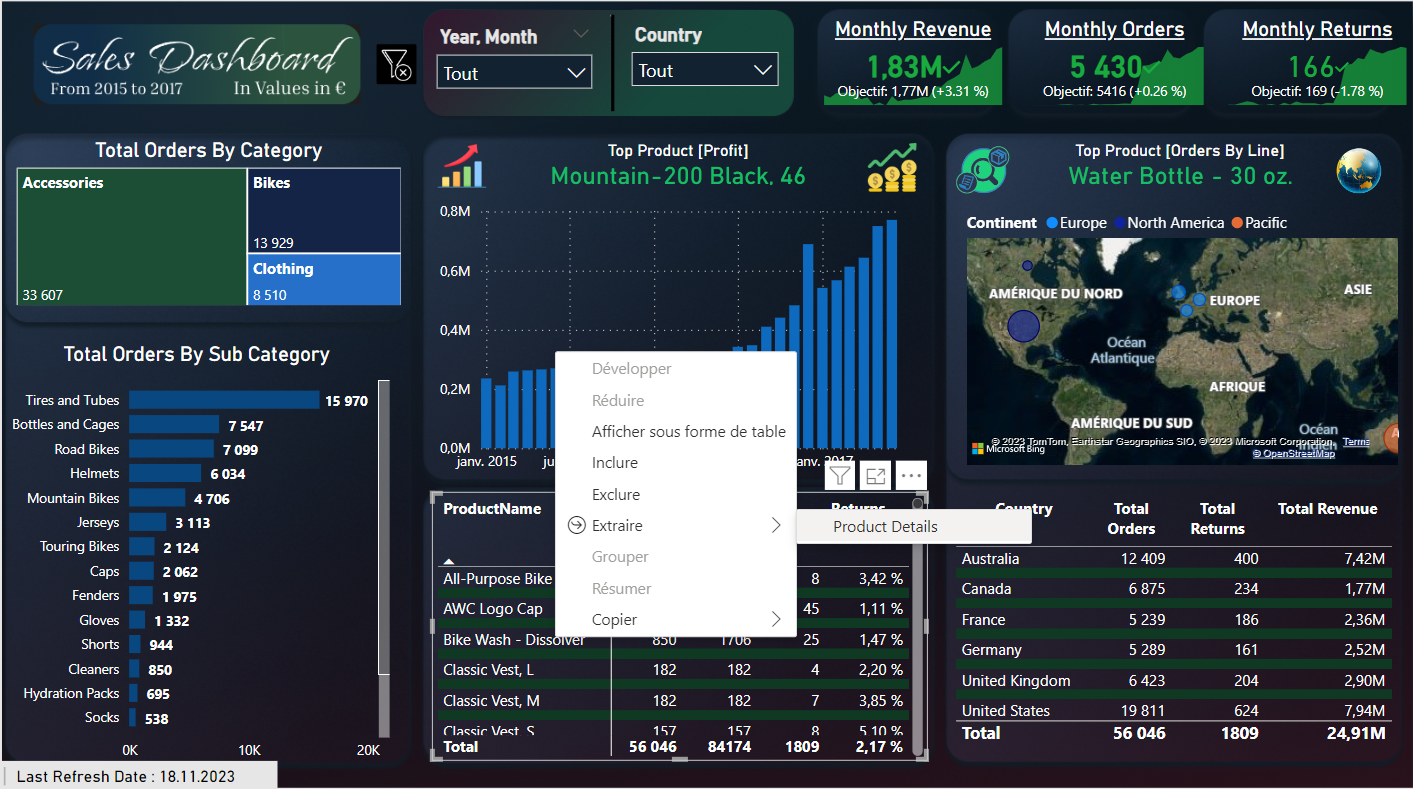 Sales Dashboard
From 2015 to 2017 In Values in €
Year, Month
Tout
Country
Tout
Monthly Revenue
1,83M
Objectif: 1,77M (+3.31 %)
Monthly Orders
5 430
Objectif: 5416 (+0.26 %)
Monthly Returns
166
Objectif: 169 (-1.78 %)
Total Orders By Category
Accessories
33 607
Bikes
13 929
Clothing
8 510
Total Orders By Sub Category
Tires and Tubes 15 970
Bottles and Cages 7 547
Road Bikes 7 099
Helmets 6 034
Mountain Bikes 4 706
Jerseys 3 113
Touring Bikes 2 124
Caps 2 062
Fenders 1 975
Gloves 1 332
Shorts 944
Cleaners 850
Hydration Packs 695
Socks 538
0K 10K 20K
Last Refresh Date : 18.11.2023
Top Product [Profit]
Mountain-200 Black, 46
0,8M
0,6M
0,4M
0,2M
0,0M
janv. 2015 ju janv. 2017
Développer
Réduire
Afficher sous forme de table
Inclure
Exclure
Extraire
Grouper
Résumer
Copier
Product Details
ProductName Returns
All-Purpose Bike 8 3,42 %
AWC Logo Cap 45 1,11 %
Bike Wash - Dissolver 850 1706 25 1,47 %
Classic Vest, L 182 182 4 2,20 %
Classic Vest, M 182 182 7 3,85 %
Classic Vest, S 157 157 8 5,10 %
Total 56 046 84174 1809 2,17 %
Top Product [Orders By Line]
Water Bottle - 30 oz.
Continent Europe North America Pacific
AMÉRIQUE DU NORD
EUROPE
ASIE
Océan
Atlantique
AFRIQUE
AMÉRIQUE DU SUD
Océan
Indien
A
Microsoft Bing
© 2023 TomTom, Earthstar Geographics SIO, © 2023 Microsoft Corporation, Terms
© OpenStreetMap
Country Total Orders Total Returns Total Revenue
Australia 12 409 400 7,42M
Canada 6 875 234 1,77M
France 5 239 186 2,36M
Germany 5 289 161 2,52M
United Kingdom 6 423 204 2,90M
United States 19 811 624 7,94M
Total 56 046 1809 24,91M